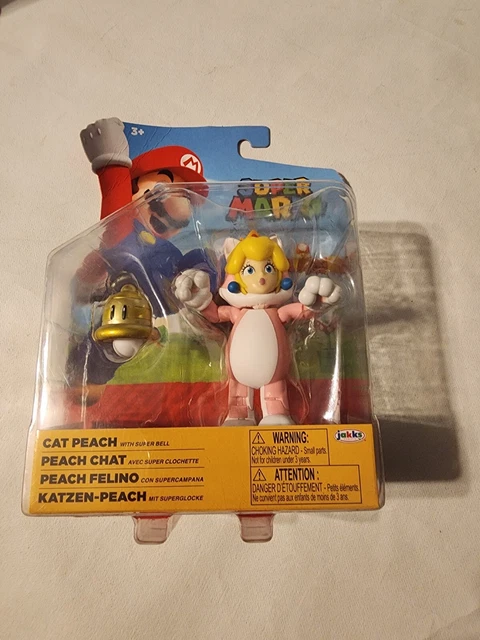 3+
M
SUPER
MARIO
CAT PEACH WITH SUPER BELL
PEACH CHAT AVEC SUPER CLOCHETTE
PEACH FELINO CON SUPERCAMPANA
KATZEN-PEACH MIT SUPERGLOCKE
WARNING:
CHOKING HAZARD - Small parts.
Not for children under 3 years.
ATTENTION :
DANGER D'ÉTOUFFEMENT - Petits éléments.
Ne convient pas aux enfants de moins de 3 ans.
jakks